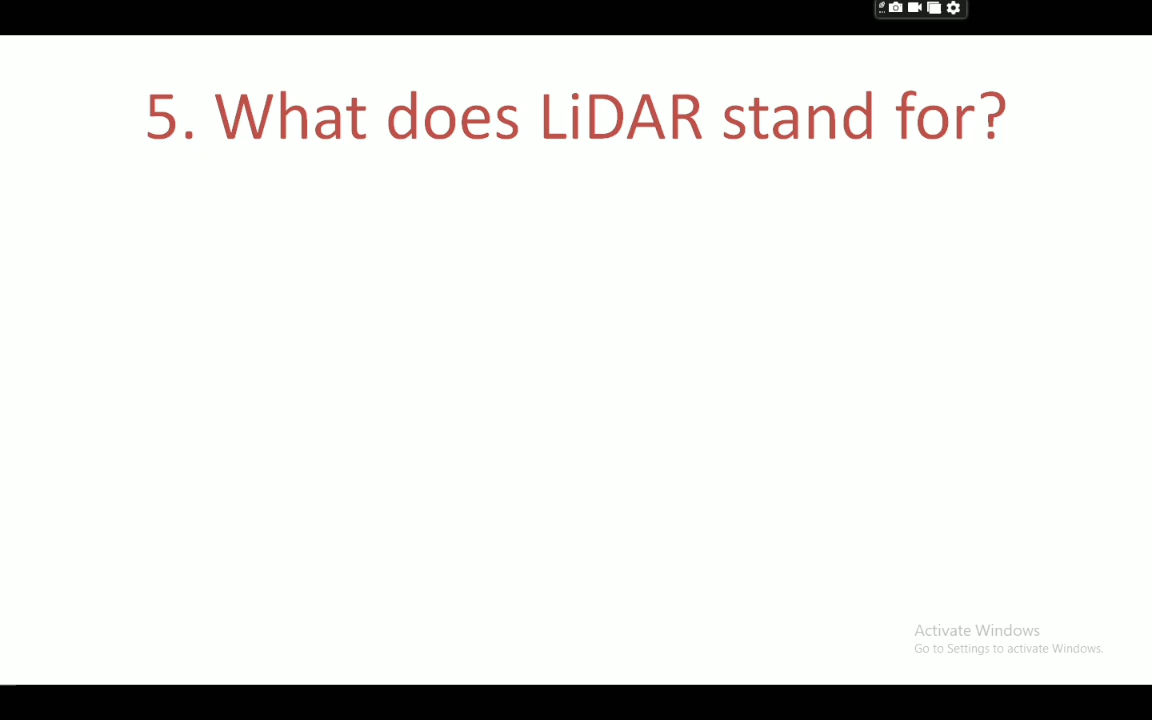 5. What does LiDAR stand for?
Activate Windows
Go to Settings to activate Windows.